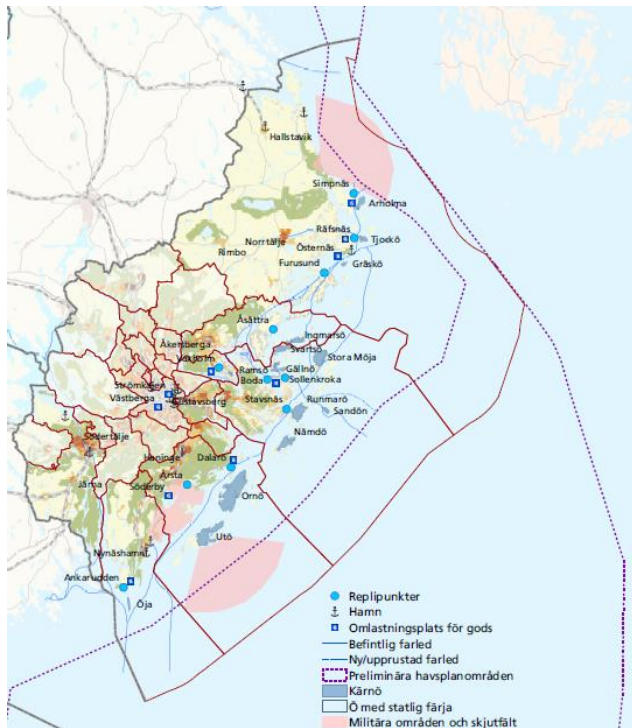 Hallstavik
Simpnäs
Arholma
Räfsnäs
Norrtälje
Tjockö
Östernäs
Rimbo
Gräskö
Furusund
Åsättra
Ingmarsö
Åkersberga
Svartsö
Stora Möja
Vaxholm
Ramsö
Gällnö
Boda
Sollenkroka
Strömkajen
Västberga
Gustavsberg
Stavsnäs
Runmarö
Sandön
Nämdö
Södertälje
Haninge
Dalarö
Årsta
Järna
Söderby
Ornö
Utö
Nynäshamn
Ankarudden
Öja
Replipunkter
Hamn
Omlastningsplats för gods
Befintlig farled
Ny/upprustad farled
Preliminära havsplanområden
Kärnö
Ö med statlig färja
Militära områden och skjutfält